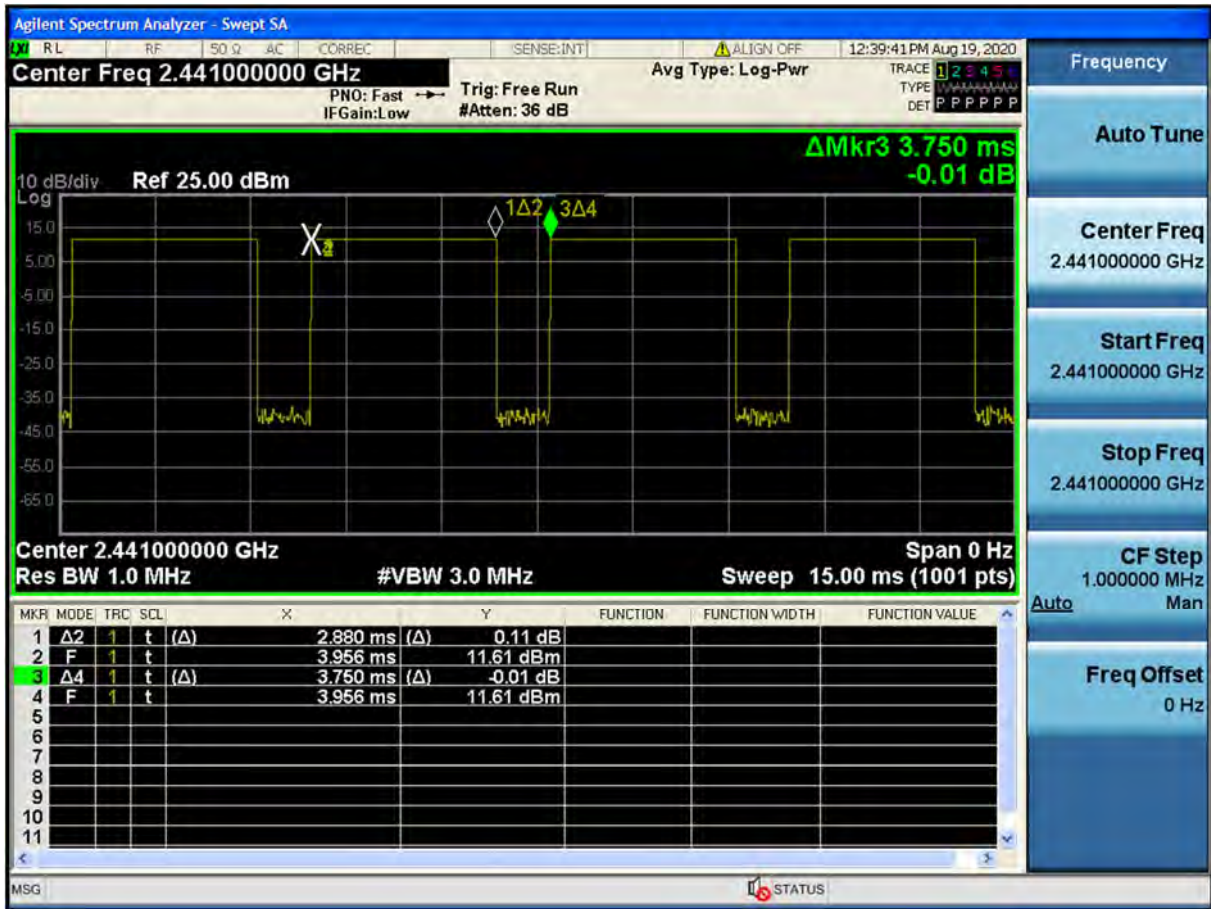 Agilent Spectrum Analyzer - Swept SA
LXI RL RF 50 Ω AC CORREC SENSE:INT ALIGN OFF 12:39:41 PM Aug 19, 2020
Center Freq 2.441000000 GHz
PNO: Fast
IFGain:Low
Trig: Free Run
#Atten: 36 dB
Avg Type: Log-Pwr
TRACE 1 2 3 4 5
TYPE
DET P P P P P P
ΔMkr3 3.750 ms
-0.01 dB
10 dB/div Ref 25.00 dBm
Log
1Δ2 3Δ4
15.0
5.00
-5.00
-15.0
-25.0
-35.0
-45.0
-55.0
-65.0
Center 2.441000000 GHz Span 0 Hz
Res BW 1.0 MHz #VBW 3.0 MHz Sweep 15.00 ms (1001 pts)
MKR MODE TRC SCL X Y FUNCTION FUNCTION WIDTH FUNCTION VALUE
1 Δ2 1 t (Δ) 2.880 ms (Δ) 0.11 dB
2 F 1 t 3.956 ms 11.61 dBm
3 Δ4 1 t (Δ) 3.750 ms (Δ) -0.01 dB
4 F 1 t 3.956 ms 11.61 dBm
5
6
7
8
9
10
11
MSG STATUS
Frequency
Auto Tune
Center Freq
2.441000000 GHz
Start Freq
2.441000000 GHz
Stop Freq
2.441000000 GHz
CF Step
1.000000 MHz
Auto Man
Freq Offset
0 Hz